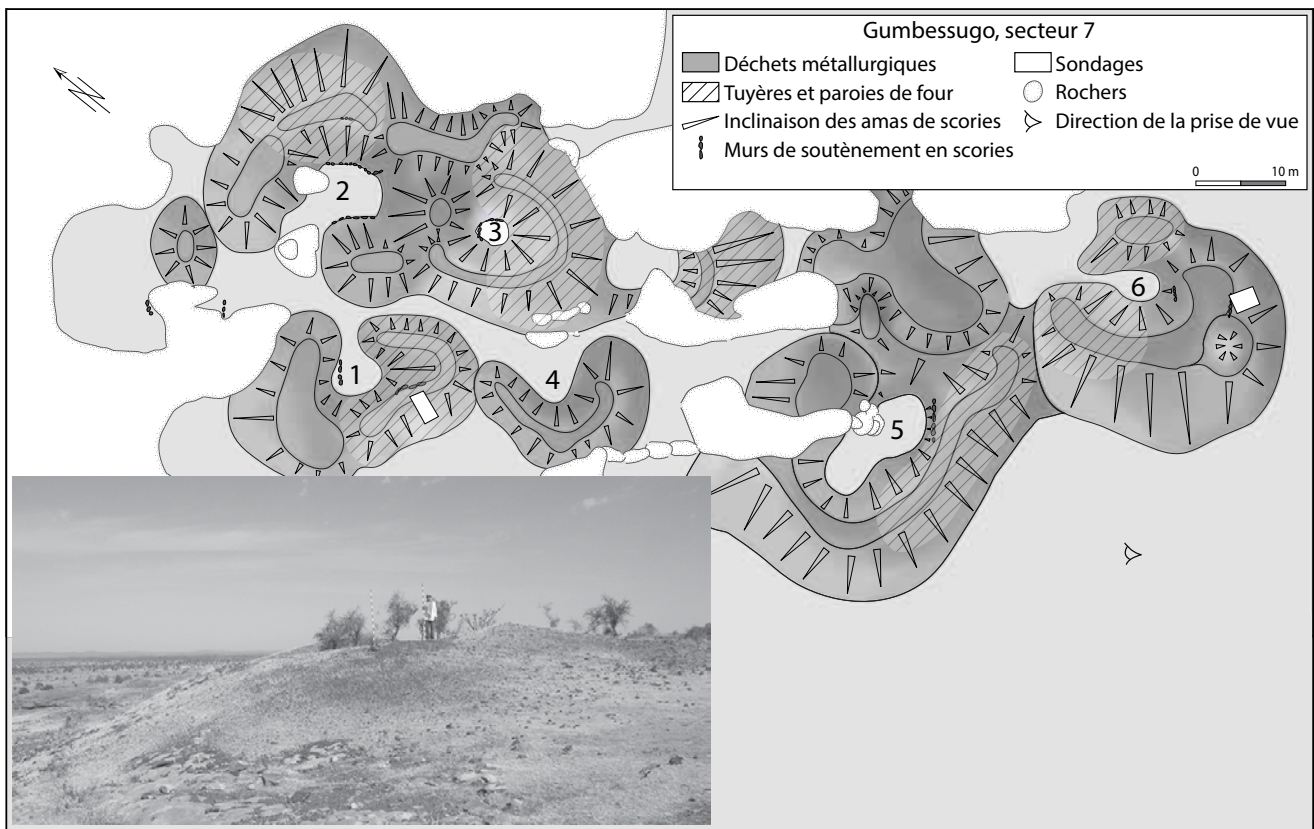 Gumbessugo, secteur 7
Déchets métallurgiques
Tuyères et paroies de four
Inclinaison des amas de scories
Murs de soutènement en scories
Sondages
Rochers
Direction de la prise de vue
0 10 m
2
3
6
1
4
5